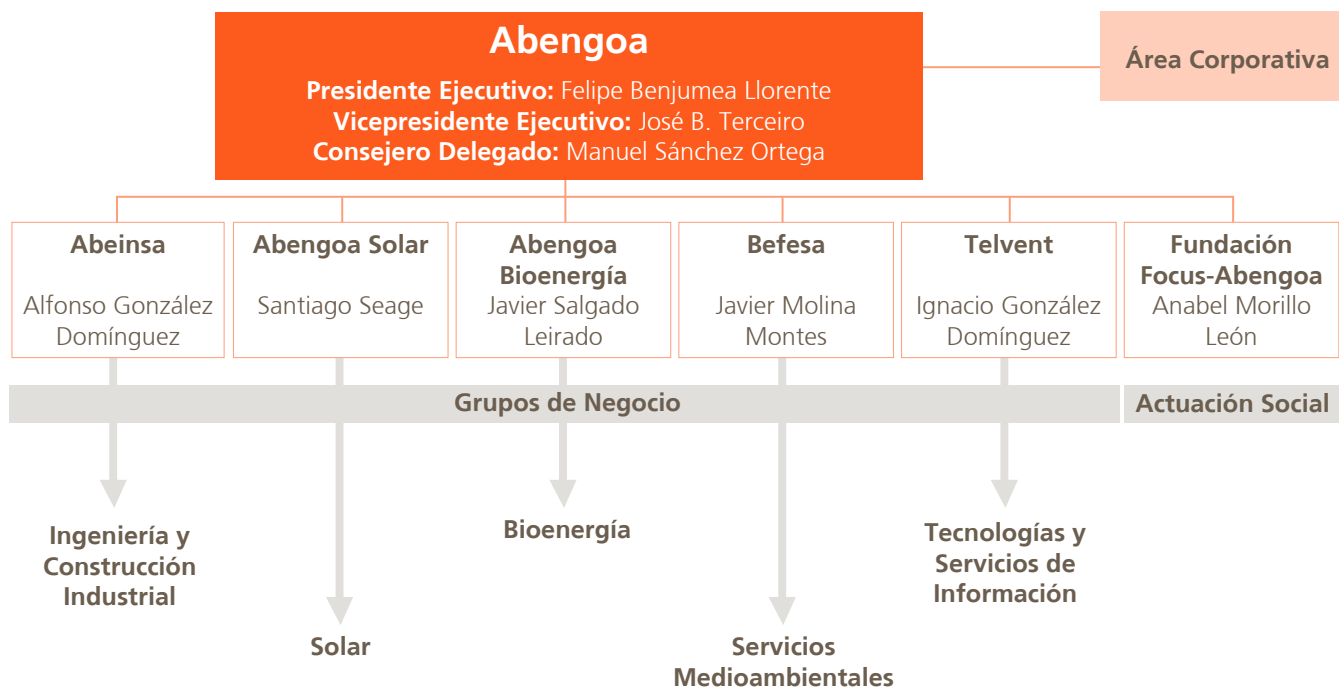 Abengoa
Presidente Ejecutivo: Felipe Benjumea Llorente
Vicepresidente Ejecutivo: José B. Terceiro
Consejero Delegado: Manuel Sánchez Ortega
Área Corporativa
Abeinsa
Alfonso González
Domínguez
Abengoa Solar
Santiago Seage
Abengoa
Bioenergía
Javier Salgado
Leirado
Befesa
Javier Molina
Montes
Telvent
Ignacio González
Domínguez
Fundación
Focus-Abengoa
Anabel Morillo
León
Grupos de Negocio
Actuación Social
Ingeniería y
Construcción
Industrial
Solar
Bioenergía
Servicios
Medioambientales
Tecnologías y
Servicios de
Información